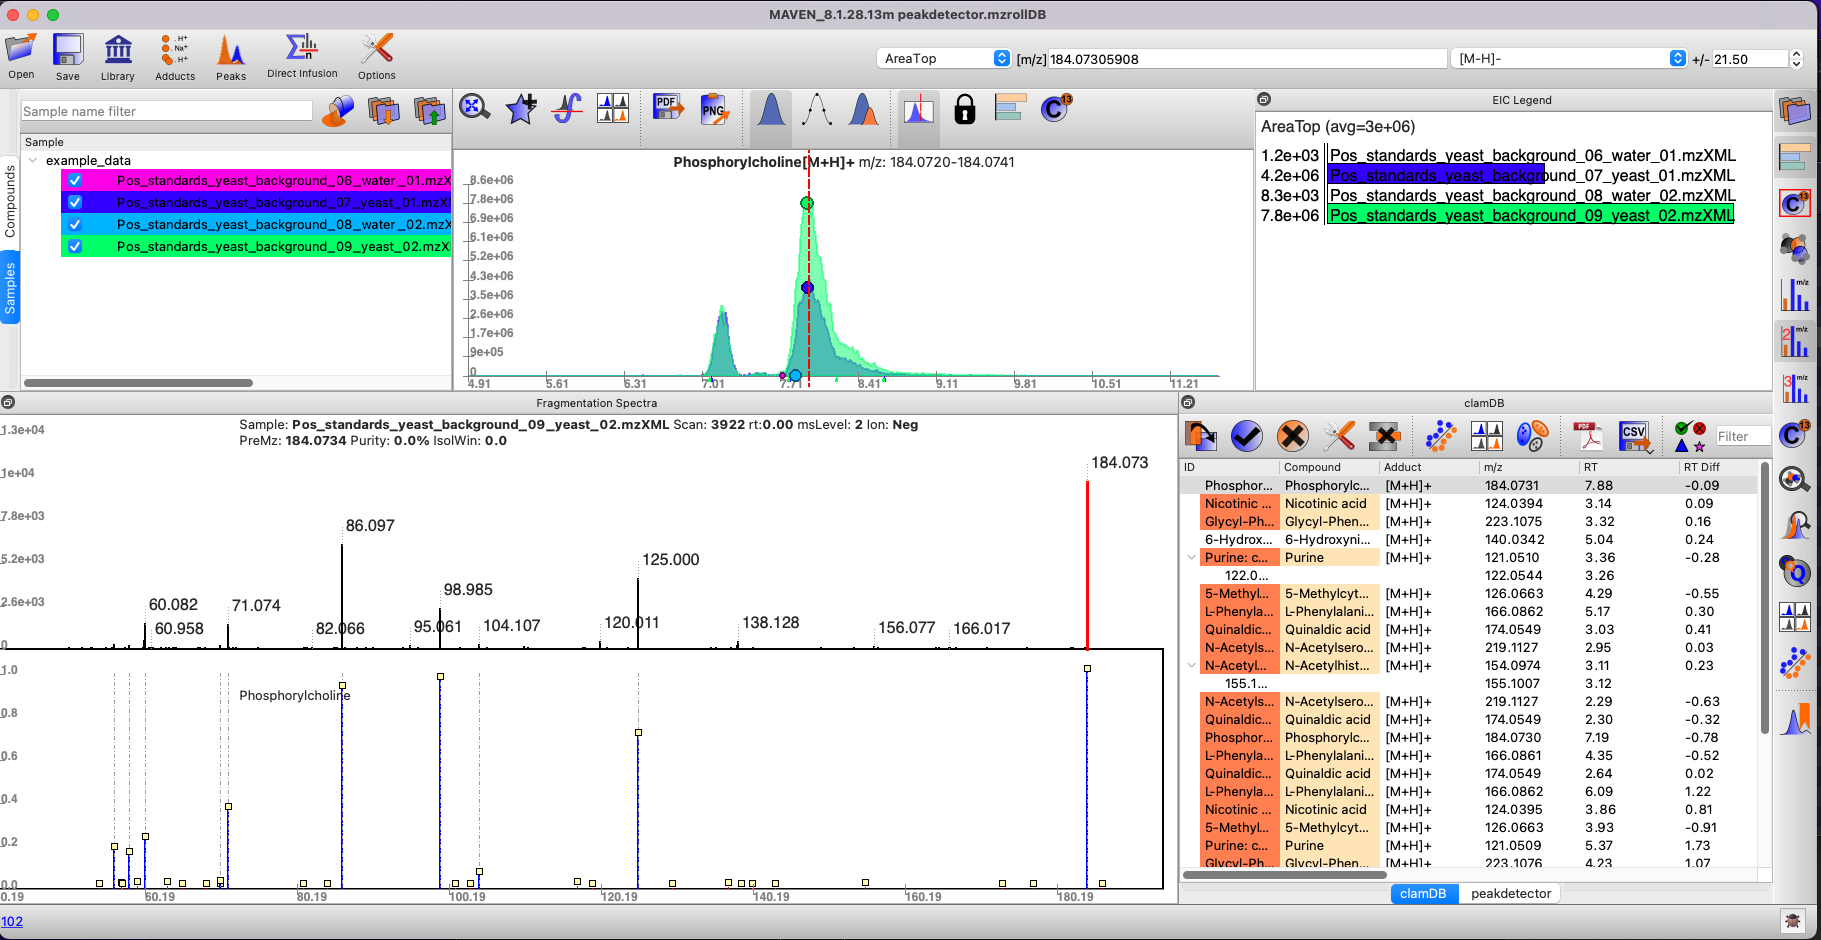 MAVEN_8.1.28.13m peakdetector.mzrollDB
Open Save Library Adducts Peaks Direct Infusion Options
AreaTop [m/z] 184.07305908 [M-H]- +/- 21.50
Sample name filter
Sample
example_data
Pos_standards_yeast_background_06_water_01.mzX
Pos_standards_yeast_background_07_yeast_01.mzX
Pos_standards_yeast_background_08_water_02.mzX
Pos_standards_yeast_background_09_yeast_02.mzX
Compounds
Samples
Phosphorylcholine[M+H]+ m/z: 184.0720-184.0741
8.6e+06
7.8e+06
6.9e+06
6.1e+06
5.2e+06
4.3e+06
3.5e+06
2.6e+06
1.7e+06
9e+05
0
4.91 5.61 6.31 7.01 7.71 8.41 9.11 9.81 10.51 11.21
EIC Legend
AreaTop (avg=3e+06)
1.2e+03 Pos_standards_yeast_background_06_water_01.mzXML
4.2e+06 Pos_standards_yeast_background_07_yeast_01.mzXML
8.3e+03 Pos_standards_yeast_background_08_water_02.mzXML
7.8e+06 Pos_standards_yeast_background_09_yeast_02.mzXML
Fragmentation Spectra
Sample: Pos_standards_yeast_background_09_yeast_02.mzXML Scan: 3922 rt:0.00 msLevel: 2 Ion: Neg
PreMz: 184.0734 Purity: 0.0% IsolWin: 0.0
1.3e+04
1e+04
7.8e+03
5.2e+03
2.6e+03
0
184.073
86.097
125.000
98.985
60.082 71.074
60.958 82.066 95.061 104.107 120.011 138.128 156.077 166.017
Phosphorylcholine
1.0
0.8
0.6
0.4
0.2
0.0
0.19 60.19 80.19 100.19 120.19 140.19 160.19 180.19
clamDB
PDF CSV Filter
ID Compound Adduct m/z RT RT Diff
Phosphor... Phosphorylc... [M+H]+ 184.0731 7.88 -0.09
Nicotinic ... Nicotinic acid [M+H]+ 124.0394 3.14 0.09
Glycyl-Ph... Glycyl-Phen... [M+H]+ 223.1075 3.32 0.16
6-Hydrox... 6-Hydroxyni... [M+H]+ 140.0342 5.04 0.24
Purine: c... Purine [M+H]+ 121.0510 3.36 -0.28
122.0... 122.0544 3.26
5-Methyl... 5-Methylcyt... [M+H]+ 126.0663 4.29 -0.55
L-Phenyla... L-Phenylalani... [M+H]+ 166.0862 5.17 0.30
Quinaldic... Quinaldic acid [M+H]+ 174.0549 3.03 0.41
N-Acetyls... N-Acetylsero... [M+H]+ 219.1127 2.95 0.03
N-Acetyl... N-Acetylhist... [M+H]+ 154.0974 3.11 0.23
155.1... 155.1007 3.12
N-Acetyls... N-Acetylsero... [M+H]+ 219.1127 2.29 -0.63
Quinaldic... Quinaldic acid [M+H]+ 174.0549 2.30 -0.32
Phosphor... Phosphorylc... [M+H]+ 184.0730 7.19 -0.78
L-Phenyla... L-Phenylalani... [M+H]+ 166.0861 4.35 -0.52
Quinaldic... Quinaldic acid [M+H]+ 174.0549 2.64 0.02
L-Phenyla... L-Phenylalani... [M+H]+ 166.0862 6.09 1.22
Nicotinic ... Nicotinic acid [M+H]+ 124.0395 3.86 0.81
5-Methyl... 5-Methylcyt... [M+H]+ 126.0663 3.93 -0.91
Purine: c... Purine [M+H]+ 121.0509 5.37 1.73
Glycyl-Ph... Glycyl-Phen... [M+H]+ 223.1076 4.23 1.07
clamDB peakdetector
102